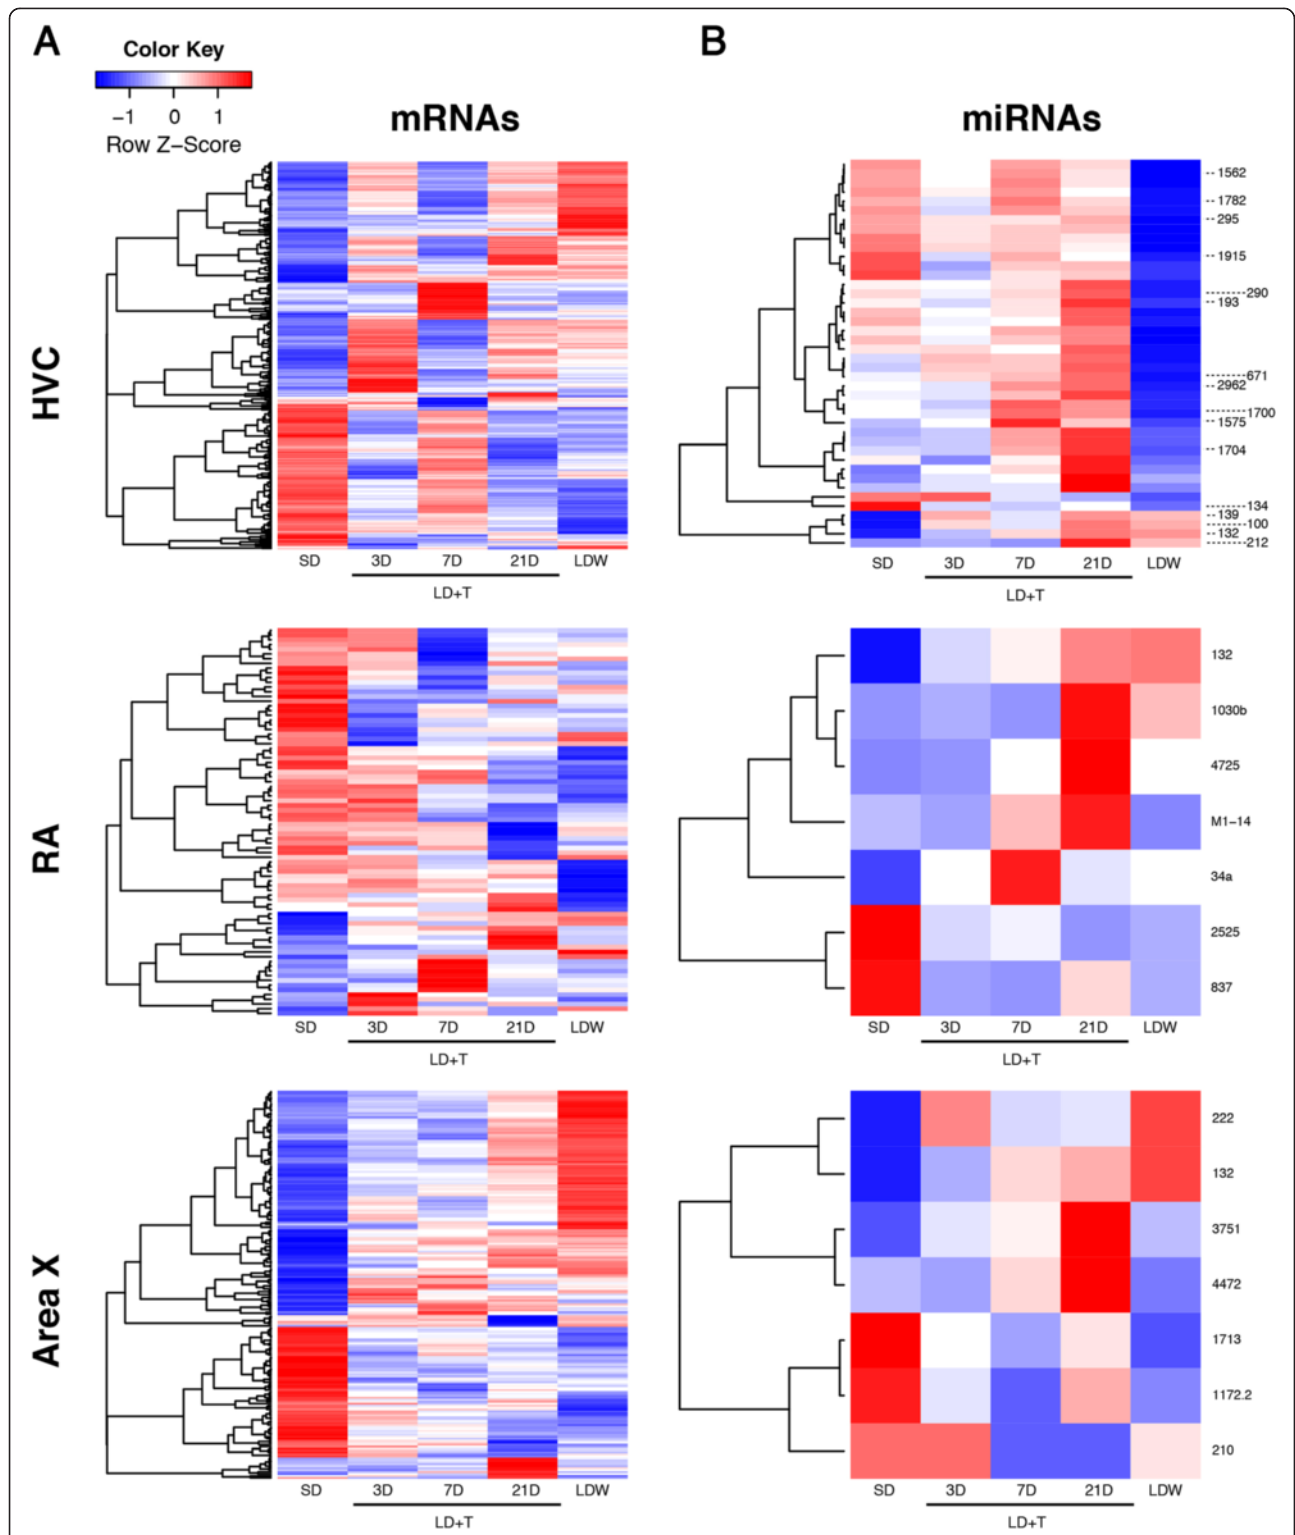 A
B
Color Key
−1 0 1
Row Z−Score
mRNAs
miRNAs
HVC
1562
1782
295
1915
290
193
671
2962
1700
1575
1704
134
139
100
132
212
SD 3D 7D 21D LDW
LD+T
SD 3D 7D 21D LDW
LD+T
RA
132
1030b
4725
M1−14
34a
2525
837
SD 3D 7D 21D LDW
LD+T
SD 3D 7D 21D LDW
LD+T
Area X
222
132
3751
4472
1713
1172.2
210
SD 3D 7D 21D LDW
LD+T
SD 3D 7D 21D LDW
LD+T